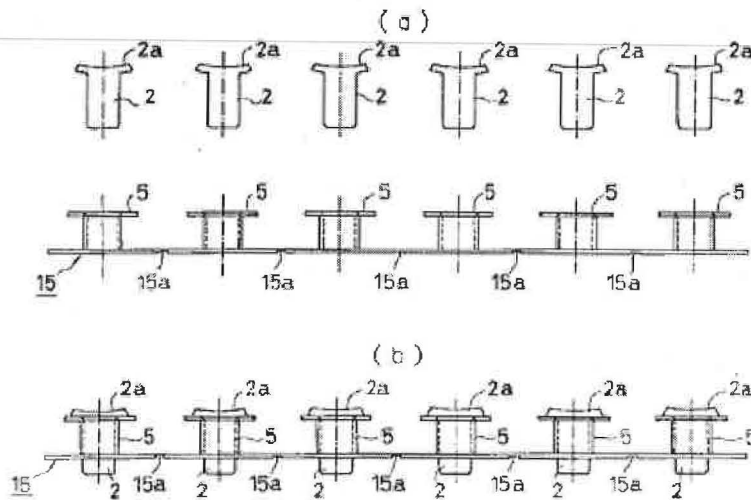 (a)
2a 2a 2a 2a 2a 2a
2 2 2 2 2 2
5 5 5 5 5 5
15 15a 15a 15a 15a 15a
(b)
2a 2a 2a 2a 2a 2a
5 5 5 5 5 5
15 2 15a 2 15a 2 15a 2 15a 2 15a 2